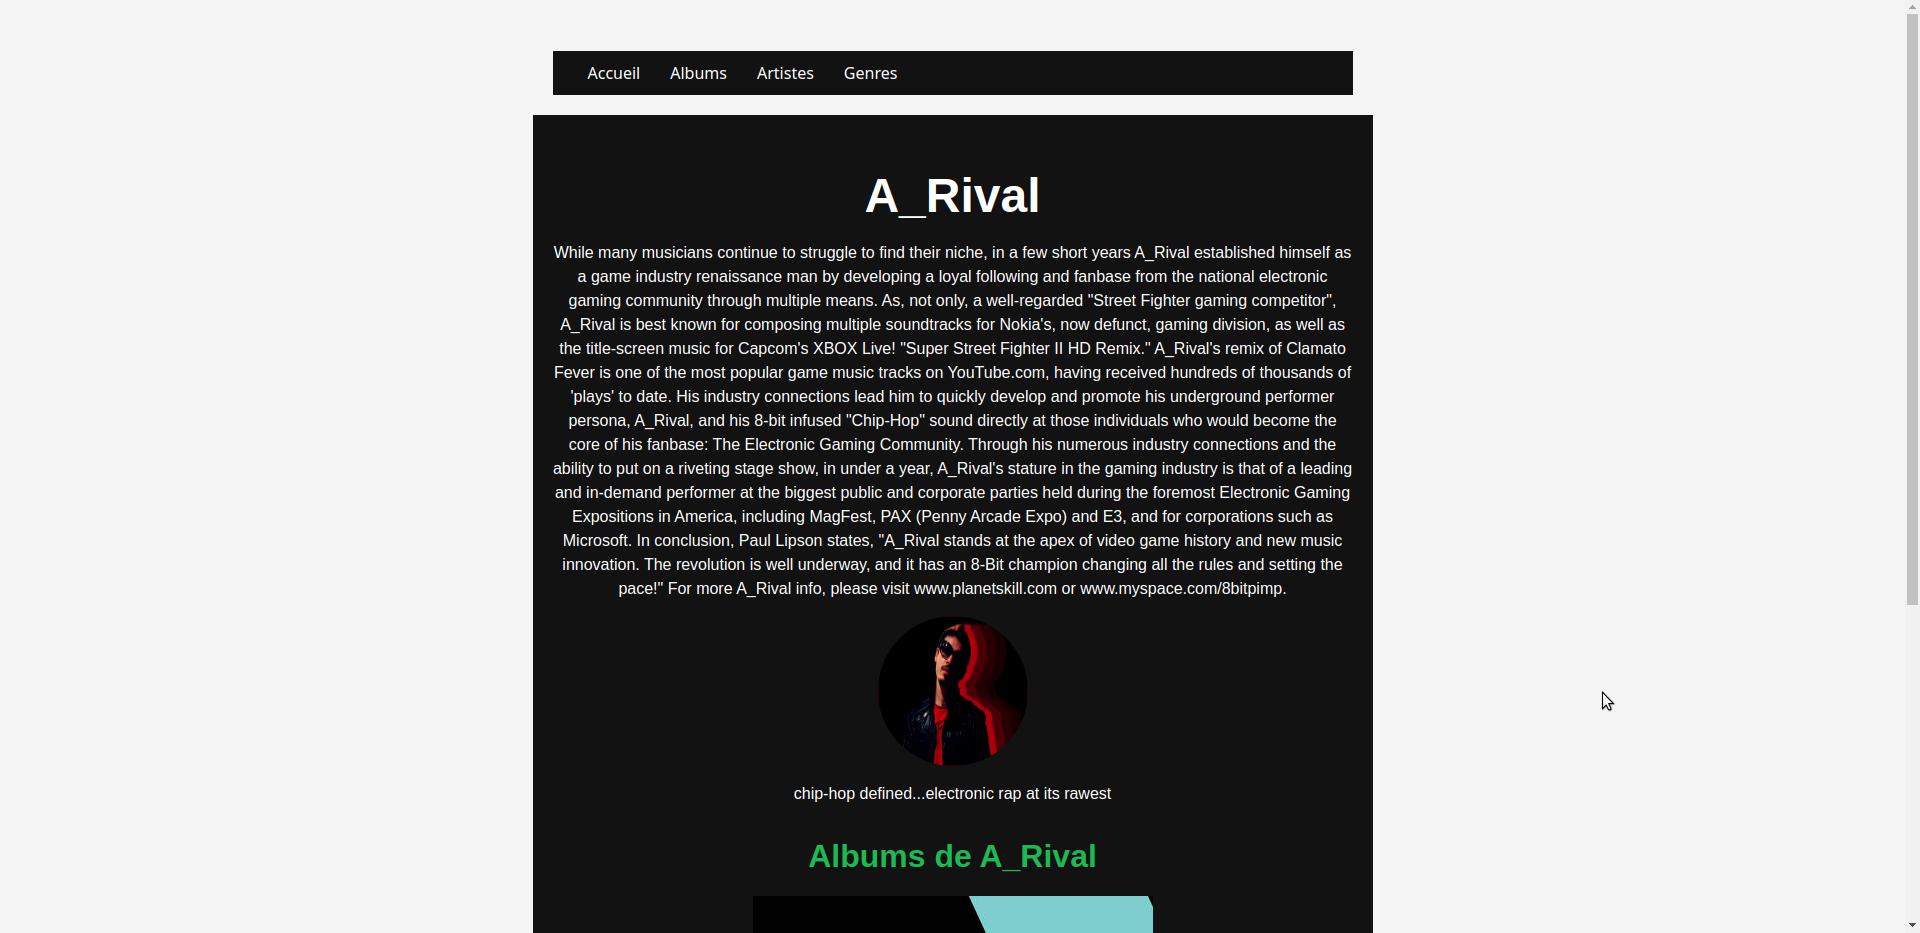 Accueil Albums Artistes Genres
A_Rival
While many musicians continue to struggle to find their niche, in a few short years A_Rival established himself as
a game industry renaissance man by developing a loyal following and fanbase from the national electronic
gaming community through multiple means. As, not only, a well-regarded "Street Fighter gaming competitor",
A_Rival is best known for composing multiple soundtracks for Nokia's, now defunct, gaming division, as well as
the title-screen music for Capcom's XBOX Live! "Super Street Fighter II HD Remix." A_Rival's remix of Clamato
Fever is one of the most popular game music tracks on YouTube.com, having received hundreds of thousands of
'plays' to date. His industry connections lead him to quickly develop and promote his underground performer
persona, A_Rival, and his 8-bit infused "Chip-Hop" sound directly at those individuals who would become the
core of his fanbase: The Electronic Gaming Community. Through his numerous industry connections and the
ability to put on a riveting stage show, in under a year, A_Rival's stature in the gaming industry is that of a leading
and in-demand performer at the biggest public and corporate parties held during the foremost Electronic Gaming
Expositions in America, including MagFest, PAX (Penny Arcade Expo) and E3, and for corporations such as
Microsoft. In conclusion, Paul Lipson states, "A_Rival stands at the apex of video game history and new music
innovation. The revolution is well underway, and it has an 8-Bit champion changing all the rules and setting the
pace!" For more A_Rival info, please visit www.planetskill.com or www.myspace.com/8bitpimp.
chip-hop defined...electronic rap at its rawest
Albums de A_Rival